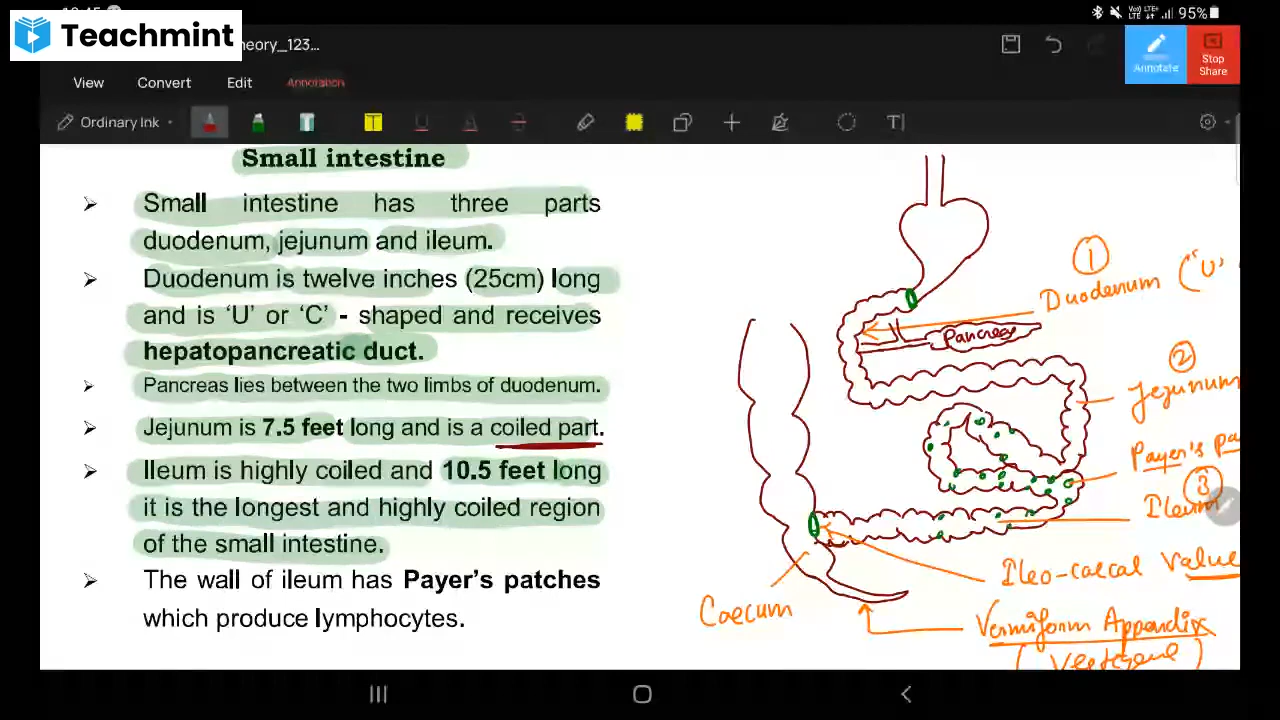 Teachmint
95%
View Convert Edit Annotation
Annotate
Stop Share
Ordinary Ink
Small intestine
Small intestine has three parts
duodenum, jejunum and ileum.
Duodenum is twelve inches (25cm) long
and is ‘U’ or ‘C’ - shaped and receives
hepatopancreatic duct.
Pancreas lies between the two limbs of duodenum.
Jejunum is 7.5 feet long and is a coiled part.
Ileum is highly coiled and 10.5 feet long
it is the longest and highly coiled region
of the small intestine.
The wall of ileum has Payer’s patches
which produce lymphocytes.
1
Duodenum ("U"
Pancreas
2
Jejunum
Payer's pa
3
Ileum
Ileo-caecal Valve
Caecum
Vermiform Appendix